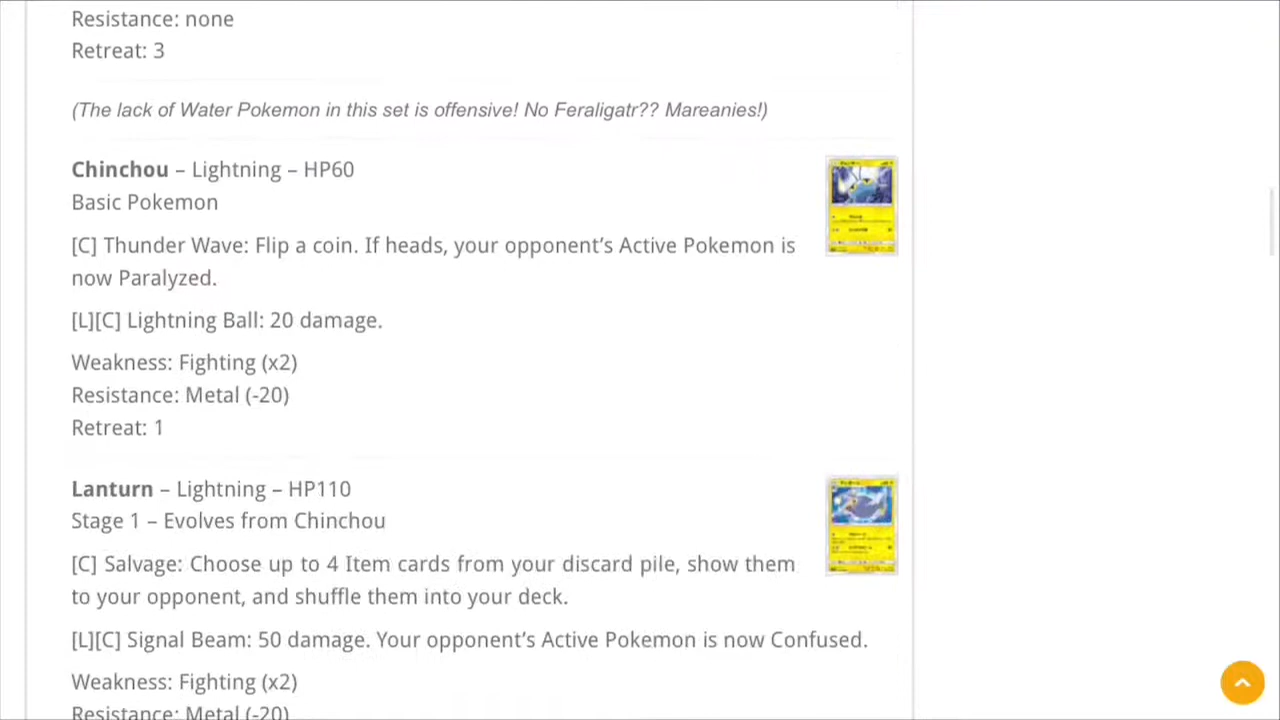 Resistance: none
Retreat: 3
(The lack of Water Pokemon in this set is offensive! No Feraligatr?? Mareanies!)
Chinchou – Lightning – HP60
Basic Pokemon
[C] Thunder Wave: Flip a coin. If heads, your opponent’s Active Pokemon is
now Paralyzed.
[L][C] Lightning Ball: 20 damage.
Weakness: Fighting (x2)
Resistance: Metal (-20)
Retreat: 1
Lanturn – Lightning – HP110
Stage 1 – Evolves from Chinchou
[C] Salvage: Choose up to 4 Item cards from your discard pile, show them
to your opponent, and shuffle them into your deck.
[L][C] Signal Beam: 50 damage. Your opponent’s Active Pokemon is now Confused.
Weakness: Fighting (x2)
Resistance: Metal (-20)